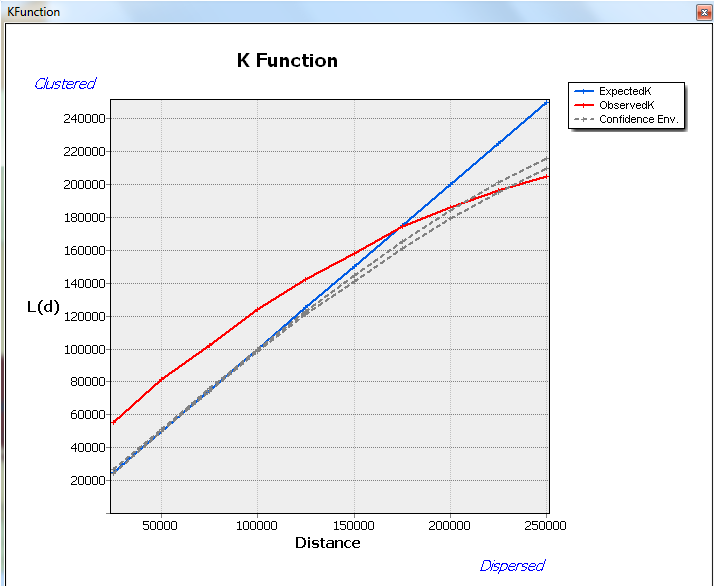 KFunction
K Function
Clustered
ExpectedK
ObservedK
Confidence Env.
240000
220000
200000
180000
160000
140000
L(d)
120000
100000
80000
60000
40000
20000
50000 100000 150000 200000 250000
Distance
Dispersed